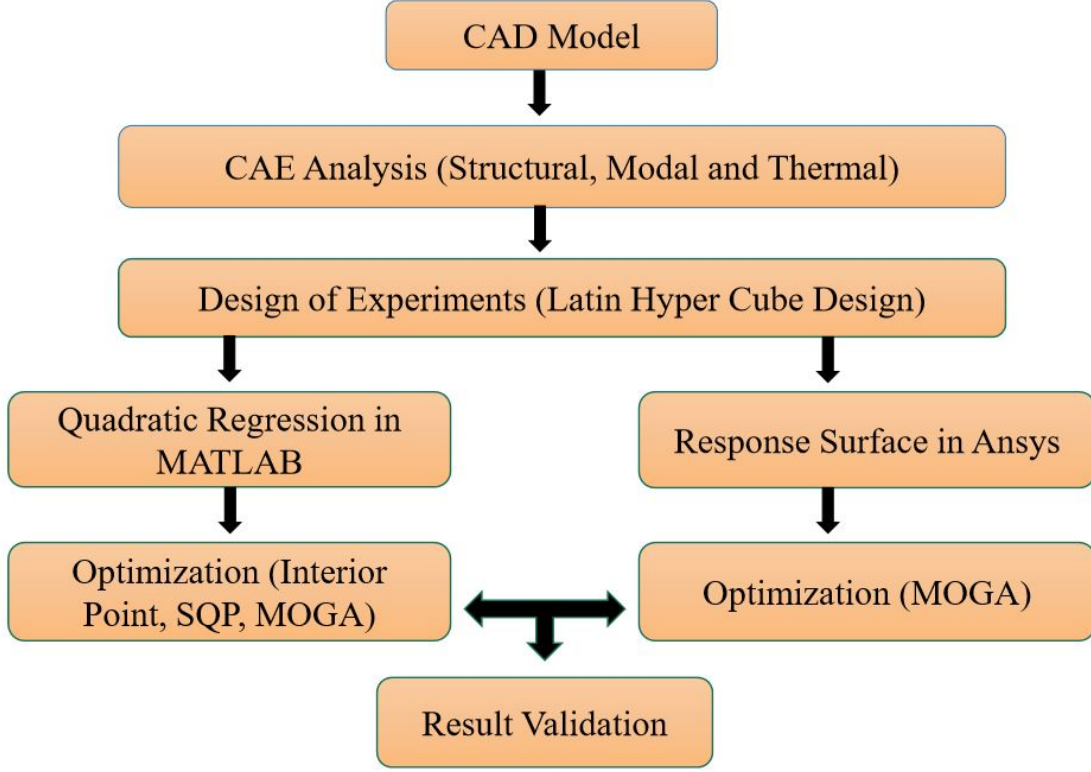 CAD Model
CAE Analysis (Structural, Modal and Thermal)
Design of Experiments (Latin Hyper Cube Design)
Quadratic Regression in
MATLAB
Response Surface in Ansys
Optimization (Interior
Point, SQP, MOGA)
Optimization (MOGA)
Result Validation